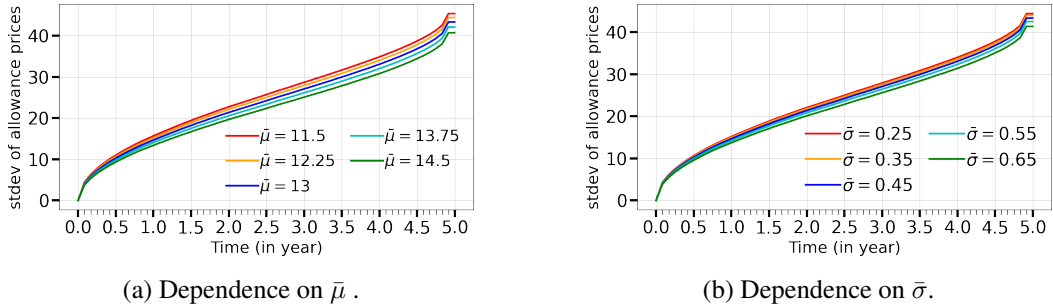 stdev of allowance prices
40
30
20
10
0
μ̄ = 11.5
μ̄ = 12.25
μ̄ = 13
μ̄ = 13.75
μ̄ = 14.5
0.0 0.5 1.0 1.5 2.0 2.5 3.0 3.5 4.0 4.5 5.0
Time (in year)
(a) Dependence on μ̄ .
stdev of allowance prices
40
30
20
10
0
σ̄ = 0.25
σ̄ = 0.35
σ̄ = 0.45
σ̄ = 0.55
σ̄ = 0.65
0.0 0.5 1.0 1.5 2.0 2.5 3.0 3.5 4.0 4.5 5.0
Time (in year)
(b) Dependence on σ̄.